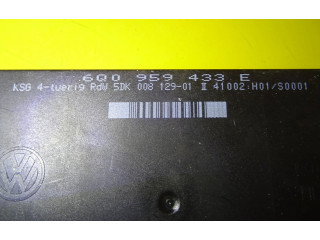 6Q0 959 433 E
KSG 4-tuerig RdW 5DK 008 129-01 II 41002:H01/S0001